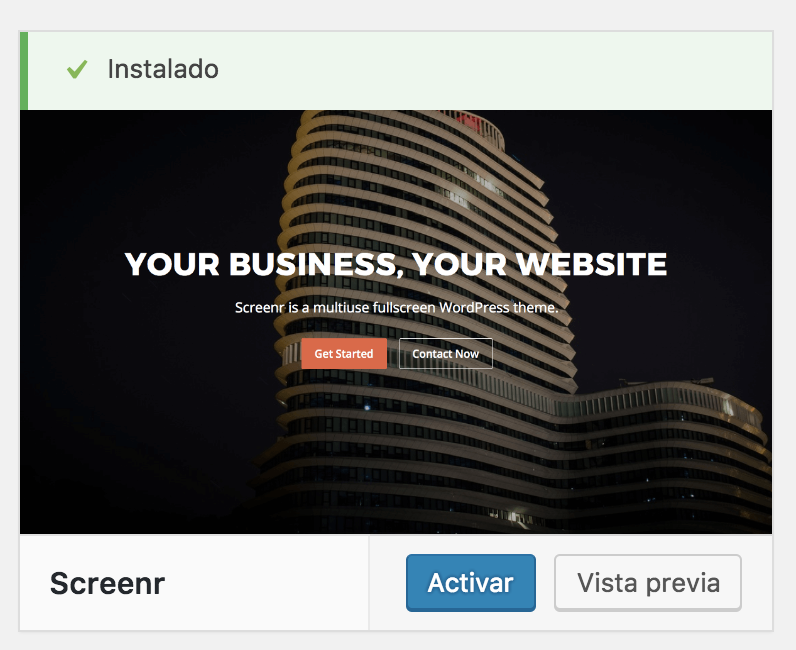 Instalado
YOUR BUSINESS, YOUR WEBSITE
Screenr is a multiuse fullscreen WordPress theme.
Get Started Contact Now
Screenr Activar Vista previa